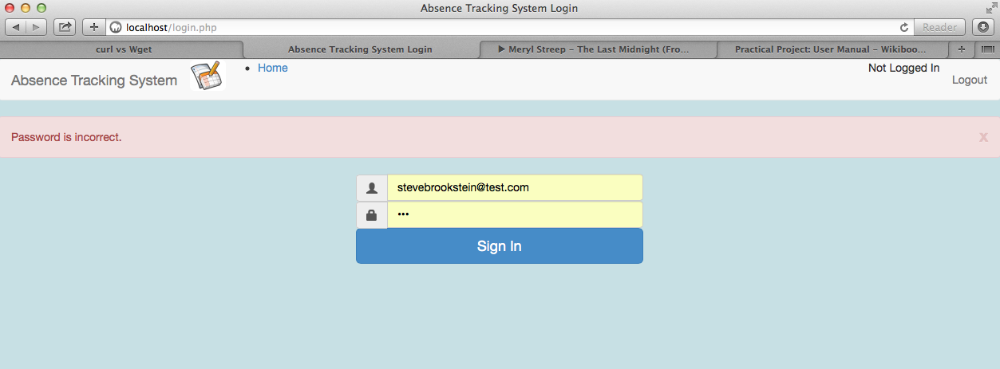 Absence Tracking System Login
localhost/login.php
Reader
curl vs Wget
Absence Tracking System Login
▶ Meryl Streep – The Last Midnight (Fro...
Practical Project: User Manual – Wikiboo...
Absence Tracking System
• Home
Not Logged In
Logout
Password is incorrect.
x
stevebrookstein@test.com
•••
Sign In